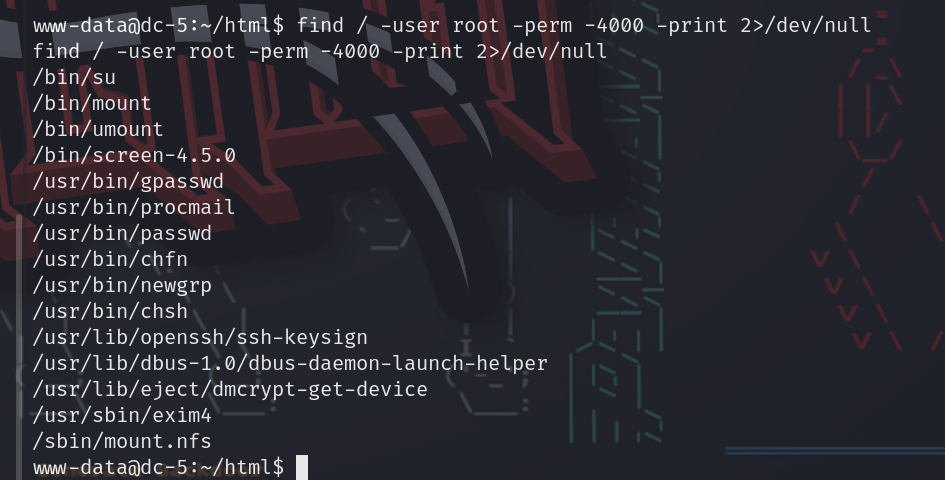 www-data@dc-5:~/html$ find / -user root -perm -4000 -print 2>/dev/null
find / -user root -perm -4000 -print 2>/dev/null
/bin/su
/bin/mount
/bin/umount
/bin/screen-4.5.0
/usr/bin/gpasswd
/usr/bin/procmail
/usr/bin/passwd
/usr/bin/chfn
/usr/bin/newgrp
/usr/bin/chsh
/usr/lib/openssh/ssh-keysign
/usr/lib/dbus-1.0/dbus-daemon-launch-helper
/usr/lib/eject/dmcrypt-get-device
/usr/sbin/exim4
/sbin/mount.nfs
www-data@dc-5:~/html$